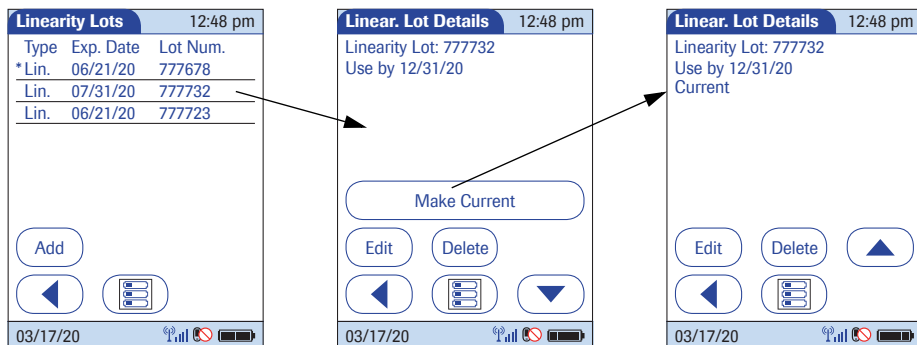 Linearity Lots 12:48 pm
Type Exp. Date Lot Num.
*Lin. 06/21/20 777678
Lin. 07/31/20 777732
Lin. 06/21/20 777723
Add
03/17/20
Linear. Lot Details 12:48 pm
Linearity Lot: 777732
Use by 12/31/20
Make Current
Edit Delete
03/17/20
Linear. Lot Details 12:48 pm
Linearity Lot: 777732
Use by 12/31/20
Current
Edit Delete
03/17/20